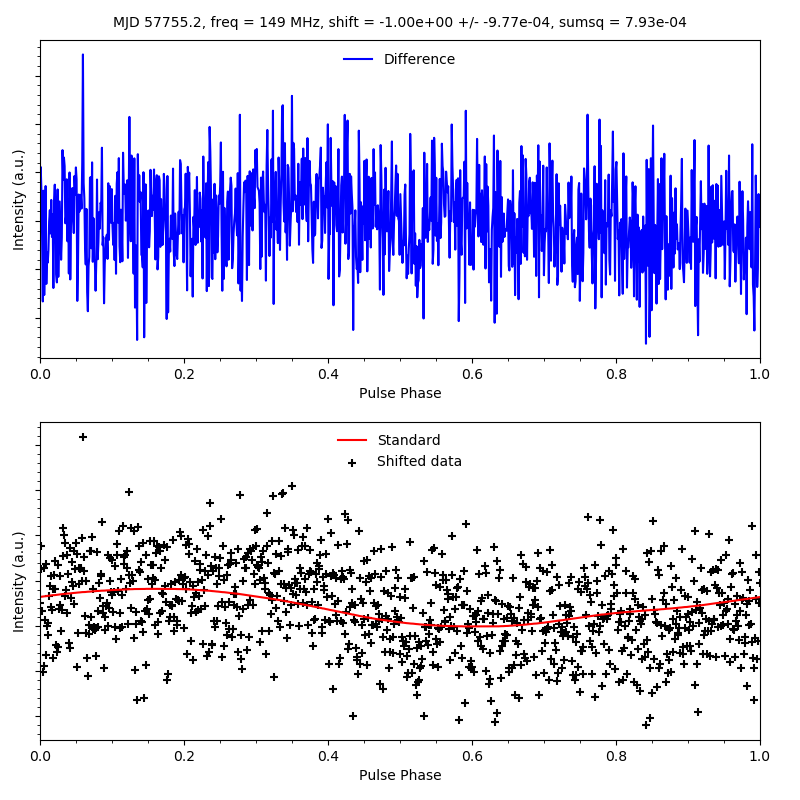 MJD 57755.2, freq = 149 MHz, shift = -1.00e+00 +/- -9.77e-04, sumsq = 7.93e-04
Difference
Intensity (a.u.)
0.0 0.2 0.4 0.6 0.8 1.0
Pulse Phase
Standard
Shifted data
Intensity (a.u.)
0.0 0.2 0.4 0.6 0.8 1.0
Pulse Phase